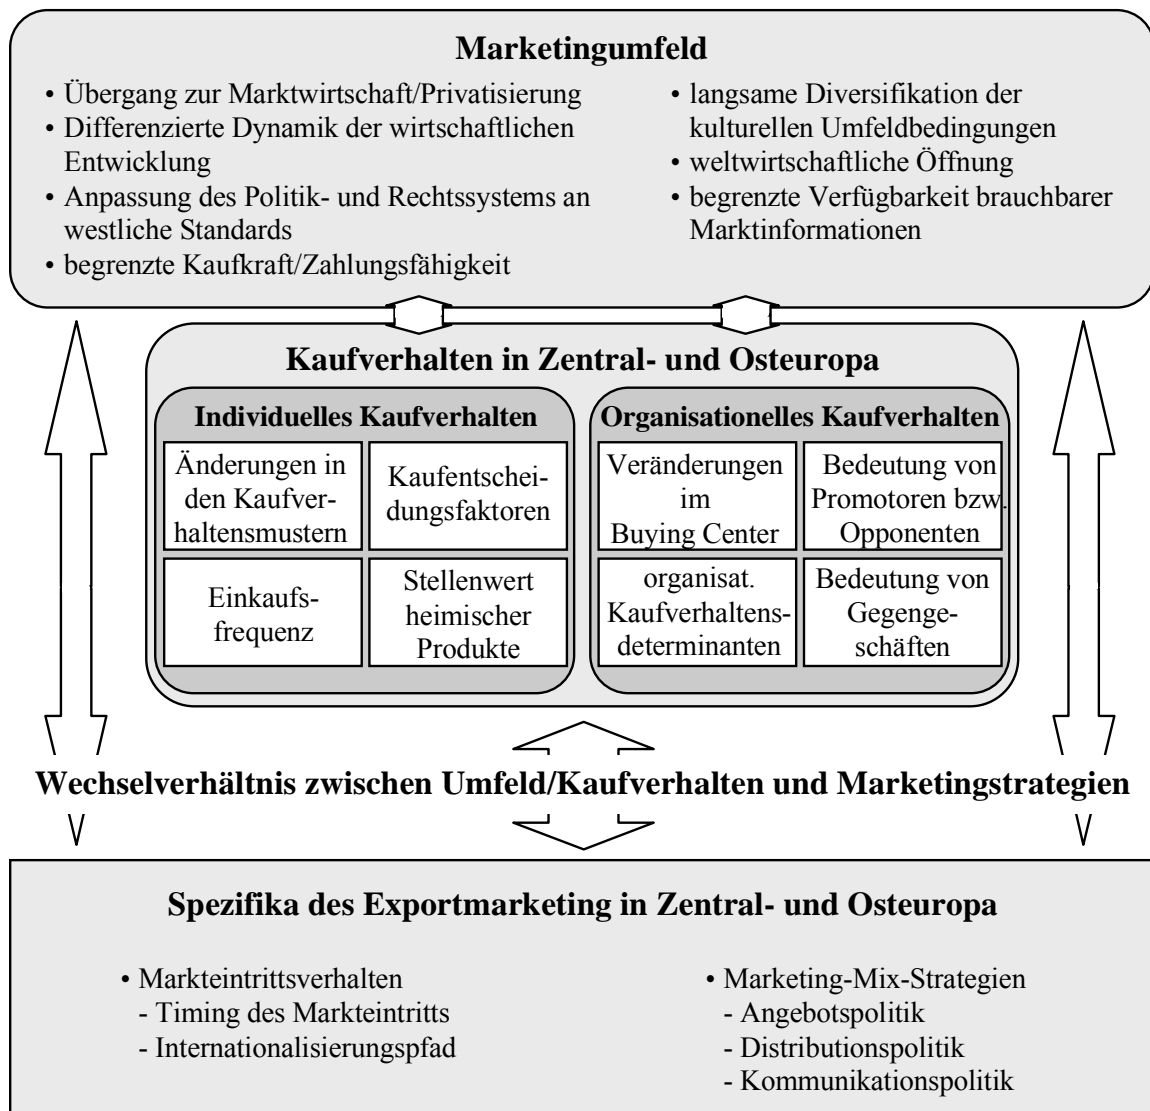 Marketingumfeld
• Übergang zur Marktwirtschaft/Privatisierung
• Differenzierte Dynamik der wirtschaftlichen
Entwicklung
• Anpassung des Politik- und Rechtssystems an
westliche Standards
• begrenzte Kaufkraft/Zahlungsfähigkeit
• langsame Diversifikation der
kulturellen Umfeldbedingungen
• weltwirtschaftliche Öffnung
• begrenzte Verfügbarkeit brauchbarer
Marktinformationen
Kaufverhalten in Zentral- und Osteuropa
Individuelles Kaufverhalten
Änderungen in
den Kaufver-
haltensmustern
Kaufentschei-
dungsfaktoren
Einkaufs-
frequenz
Stellenwert
heimischer
Produkte
Organisationelles Kaufverhalten
Veränderungen
im
Buying Center
Bedeutung von
Promotoren bzw.
Opponenten
organisat.
Kaufverhaltens-
determinanten
Bedeutung von
Gegenge-
schäften
Wechselverhältnis zwischen Umfeld/Kaufverhalten und Marketingstrategien
Spezifika des Exportmarketing in Zentral- und Osteuropa
• Markteintrittsverhalten
- Timing des Markteintritts
- Internationalisierungspfad
• Marketing-Mix-Strategien
- Angebotspolitik
- Distributionspolitik
- Kommunikationspolitik